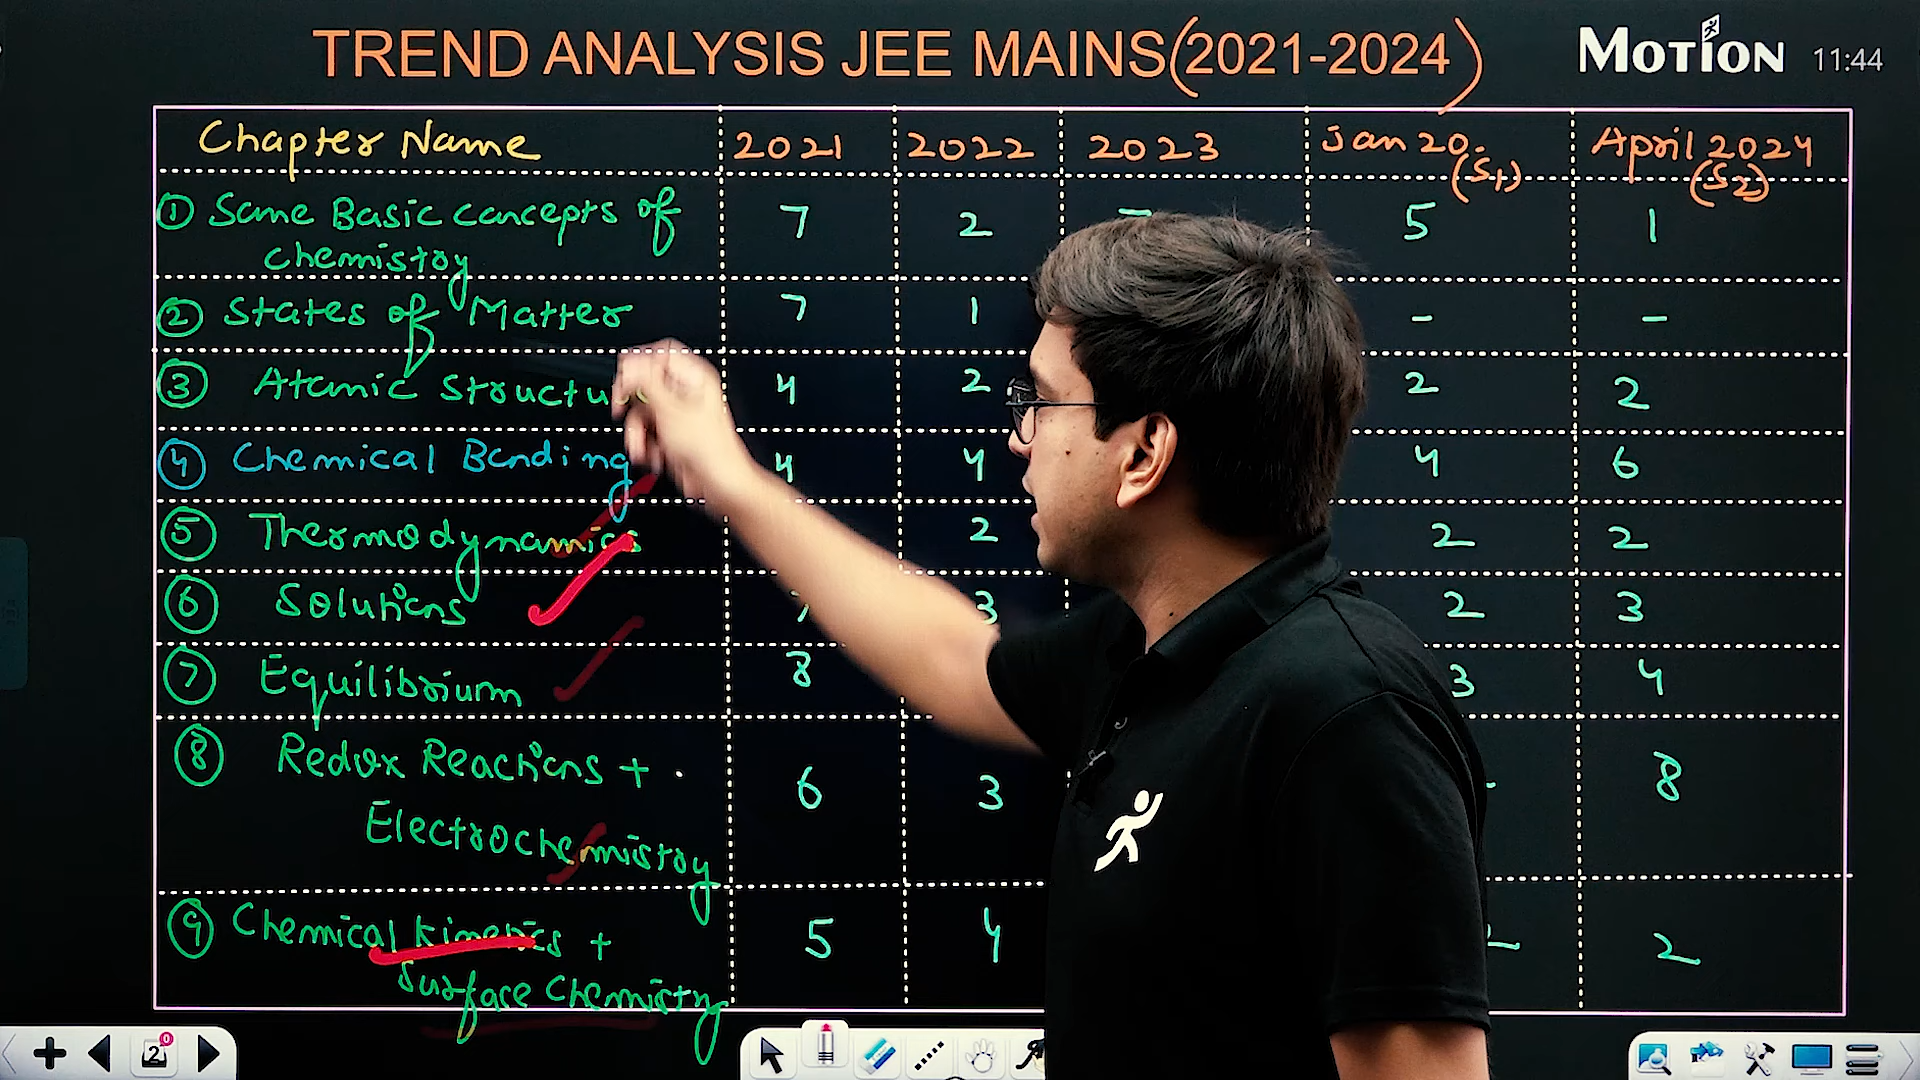 TREND ANALYSIS JEE MAINS(2021-2024)
MOTION 11:44
Chapter Name 2021 2022 2023 Jan 20 (S1) April 2024 (S2)
① Some Basic concepts of chemistry 7 2 5 1
② States of Matter 7 1 - -
③ Atomic 4 2 2 2
④ Chemical Bonding 4 4 4 6
⑤ Thermodynamics 2 2 2
⑥ Solutions 3 2 3
⑦ Equilibrium 8 3 4
⑧ Redox Reactions + Electrochemistry 6 3 8
⑨ Chemical kinetics + Surface Chemistry 5 4 2 2
2